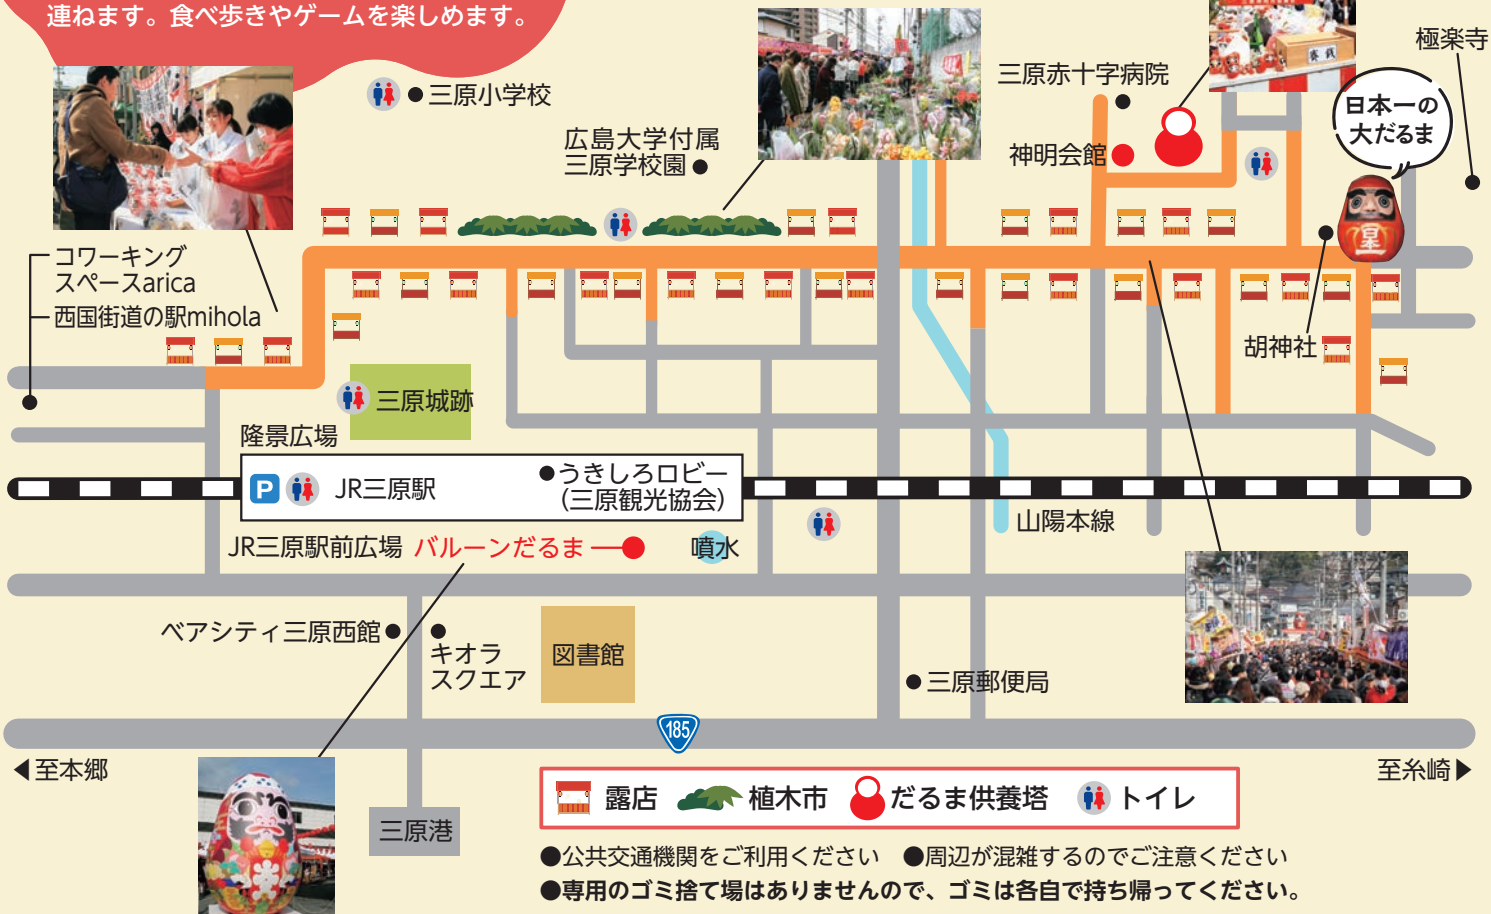 連ねます。食べ歩きやゲームを楽しめます。
三原小学校
広島大学付属
三原学校園
三原赤十字病院
神明会館
極楽寺
日本一の
大だるま
コワーキング
スペースarica
西国街道の駅mihola
胡神社
三原城跡
隆景広場
P
JR三原駅
うきしろロビー
(三原観光協会)
山陽本線
JR三原駅前広場
バルーンだるま
噴水
ペアシティ三原西館
キオラ
スクエア
図書館
三原郵便局
185
◀至本郷
至糸崎▶
三原港
露店 植木市 だるま供養塔 トイレ
●公共交通機関をご利用ください ●周辺が混雑するのでご注意ください
●専用のゴミ捨て場はありませんので、ゴミは各自で持ち帰ってください。